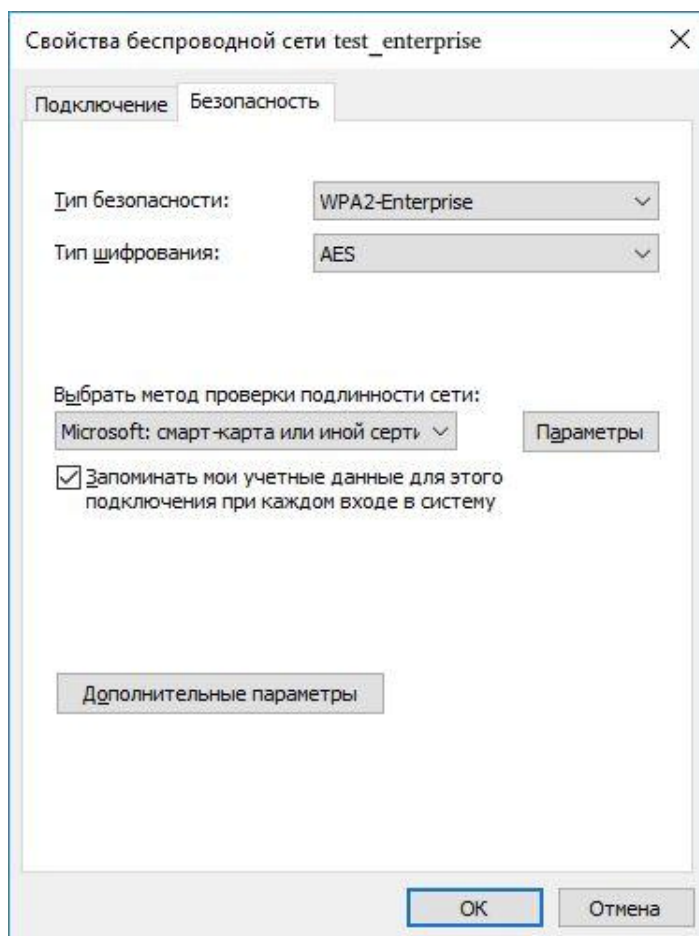 Свойства беспроводной сети test_enterprise
Подключение
Безопасность
Тип безопасности:
WPA2-Enterprise
Тип шифрования:
AES
Выбрать метод проверки подлинности сети:
Microsoft: смарт-карта или иной серти
Параметры
Запоминать мои учетные данные для этого
подключения при каждом входе в систему
Дополнительные параметры
ОК
Отмена